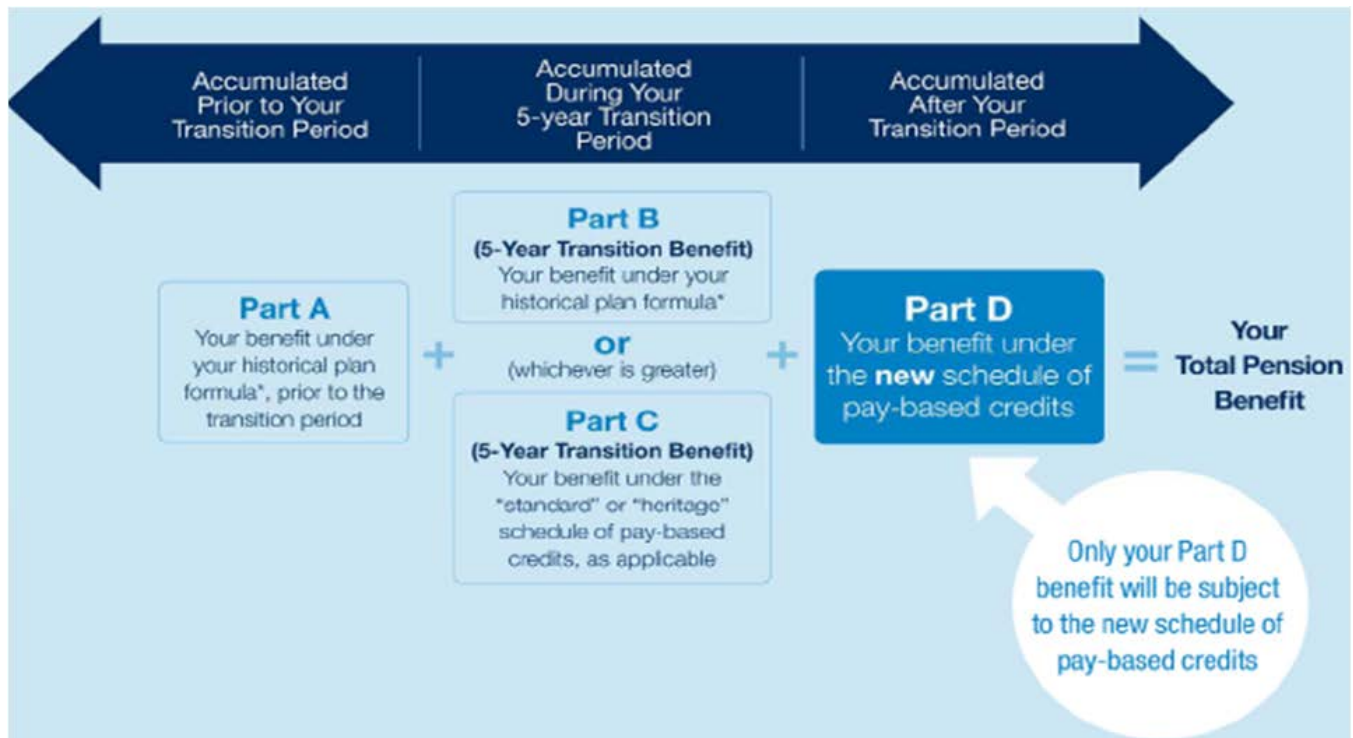 Accumulated
Prior to Your
Transition Period
Accumulated
During Your
5-year Transition
Period
Accumulated
After Your
Transition Period
Part A
Your benefit under
your historical plan
formula*, prior to the
transition period
+
Part B
(5-Year Transition Benefit)
Your benefit under your
historical plan formula*
or
(whichever is greater)
Part C
(5-Year Transition Benefit)
Your benefit under the
"standard" or "heritage"
schedule of pay-based
credits, as applicable
+
Part D
Your benefit under
the new schedule of
pay-based credits
=
Your
Total Pension
Benefit
Only your Part D
benefit will be subject
to the new schedule of
pay-based credits